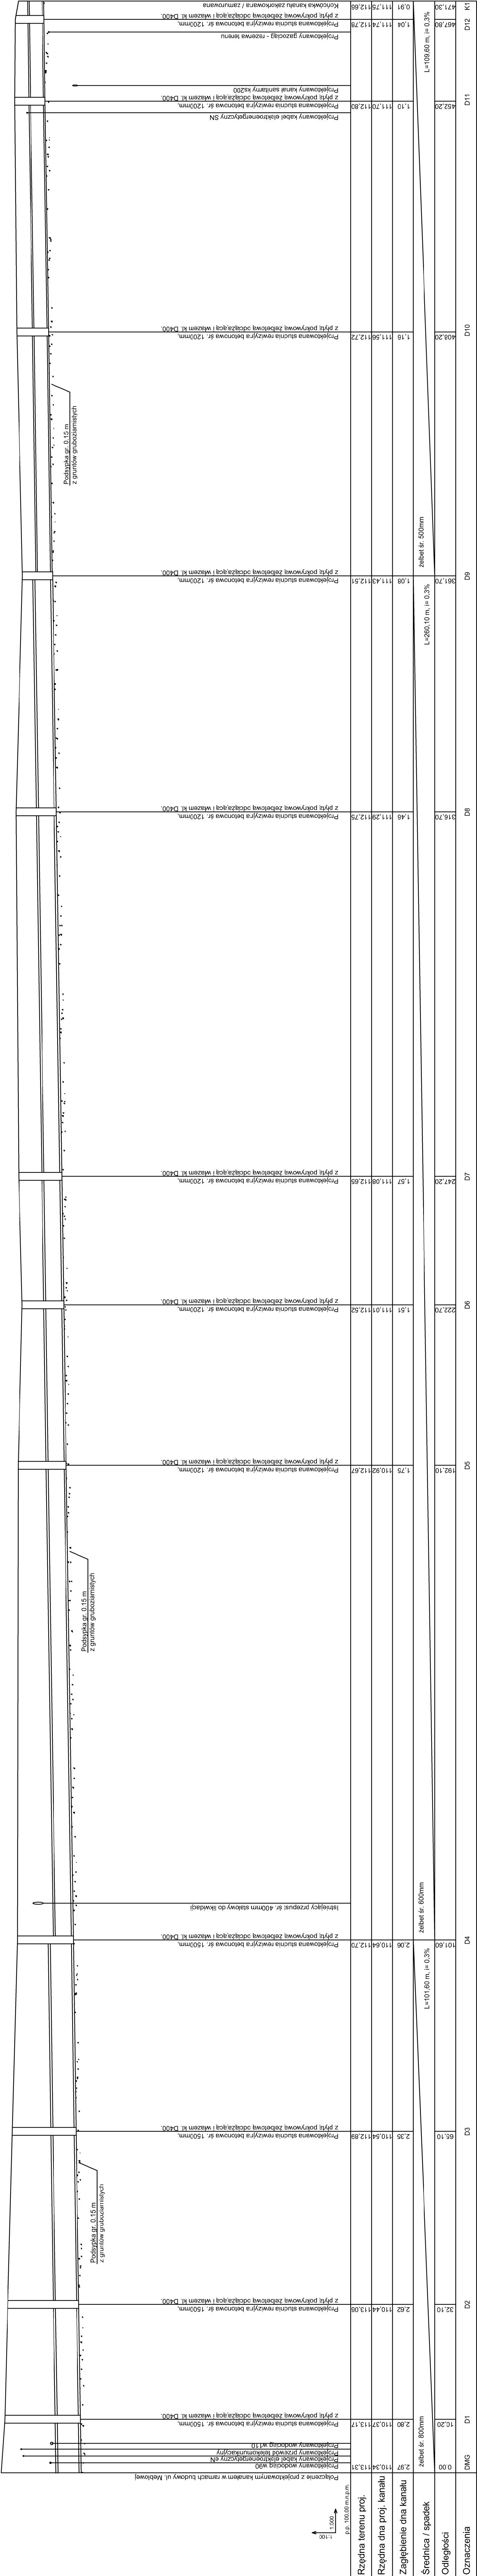 1:100
1:500
p.p. 100,00 m.n.p.m.
Rzędna terenu proj.
Rzędna dna proj. kanału
Zagłębienie dna kanału
Średnica / spadek
Odległości
Oznaczenia
Połączenie z projektowanym kanałem w ramach budowy ul. Meblowej
Projektowany wodociąg w90
Projektowany kabel elektroenergetyczny eN
Projektowany przewód telekomunikacyjny
Projektowany wodociąg w110
113,31
110,34
2,97
0,00
DMG
Projektowana studnia rewizyjna betonowa śr. 1500mm,
z płytą pokrywową żelbetową odciążającą i włazem kl. D400.
113,17
110,37
2,80
10,20
D1
żelbet śr. 800mm
Projektowana studnia rewizyjna betonowa śr. 1500mm,
z płytą pokrywową żelbetową odciążającą i włazem kl. D400.
113,06
110,44
2,62
32,10
D2
Podsypka gr. 0.15 m
z gruntów gruboziarnistych
Projektowana studnia rewizyjna betonowa śr. 1500mm,
z płytą pokrywową żelbetową odciążającą i włazem kl. D400.
112,89
110,54
2,35
65,10
D3
L=101,60 m, i= 0,3%
Projektowana studnia rewizyjna betonowa śr. 1500mm,
z płytą pokrywową żelbetową odciążającą i włazem kl. D400.
112,70
110,64
2,06
101,60
D4
żelbet śr. 600mm
Istniejący przepust śr. 400mm stalowy do likwidacji
Podsypka gr. 0.15 m
z gruntów gruboziarnistych
Projektowana studnia rewizyjna betonowa śr. 1200mm,
z płytą pokrywową żelbetową odciążającą i włazem kl. D400.
112,67
110,92
1,75
192,10
D5
Projektowana studnia rewizyjna betonowa śr. 1200mm,
z płytą pokrywową żelbetową odciążającą i włazem kl. D400.
112,52
111,01
1,51
222,70
D6
Projektowana studnia rewizyjna betonowa śr. 1200mm,
z płytą pokrywową żelbetową odciążającą i włazem kl. D400.
112,65
111,08
1,57
247,20
D7
Projektowana studnia rewizyjna betonowa śr. 1200mm,
z płytą pokrywową żelbetową odciążającą i włazem kl. D400.
112,75
111,29
1,46
316,70
D8
L=260,10 m, i= 0,3%
Projektowana studnia rewizyjna betonowa śr. 1200mm,
z płytą pokrywową żelbetową odciążającą i włazem kl. D400.
112,51
111,43
1,08
361,70
D9
żelbet śr. 500mm
Podsypka gr. 0.15 m
z gruntów gruboziarnistych
Projektowana studnia rewizyjna betonowa śr. 1200mm,
z płytą pokrywową żelbetową odciążającą i włazem kl. D400.
112,72
111,56
1,16
408,20
D10
Projektowany kabel elektroenergetyczny SN
Projektowana studnia rewizyjna betonowa śr. 1200mm,
z płytą pokrywową żelbetową odciążającą i włazem kl. D400.
112,80
111,70
1,10
452,20
D11
Projektowany kanał sanitarny ks200
L=109,60 m, i= 0,3%
Projektowany gazociąg - rezerwa terenu
Projektowana studnia rewizyjna betonowa śr. 1200mm,
z płytą pokrywową żelbetową odciążającą i włazem kl. D400.
112,78
111,74
1,04
467,80
D12
Końcówka kanału zakorkowana / zamurowana
112,66
111,75
0,91
471,30
K1